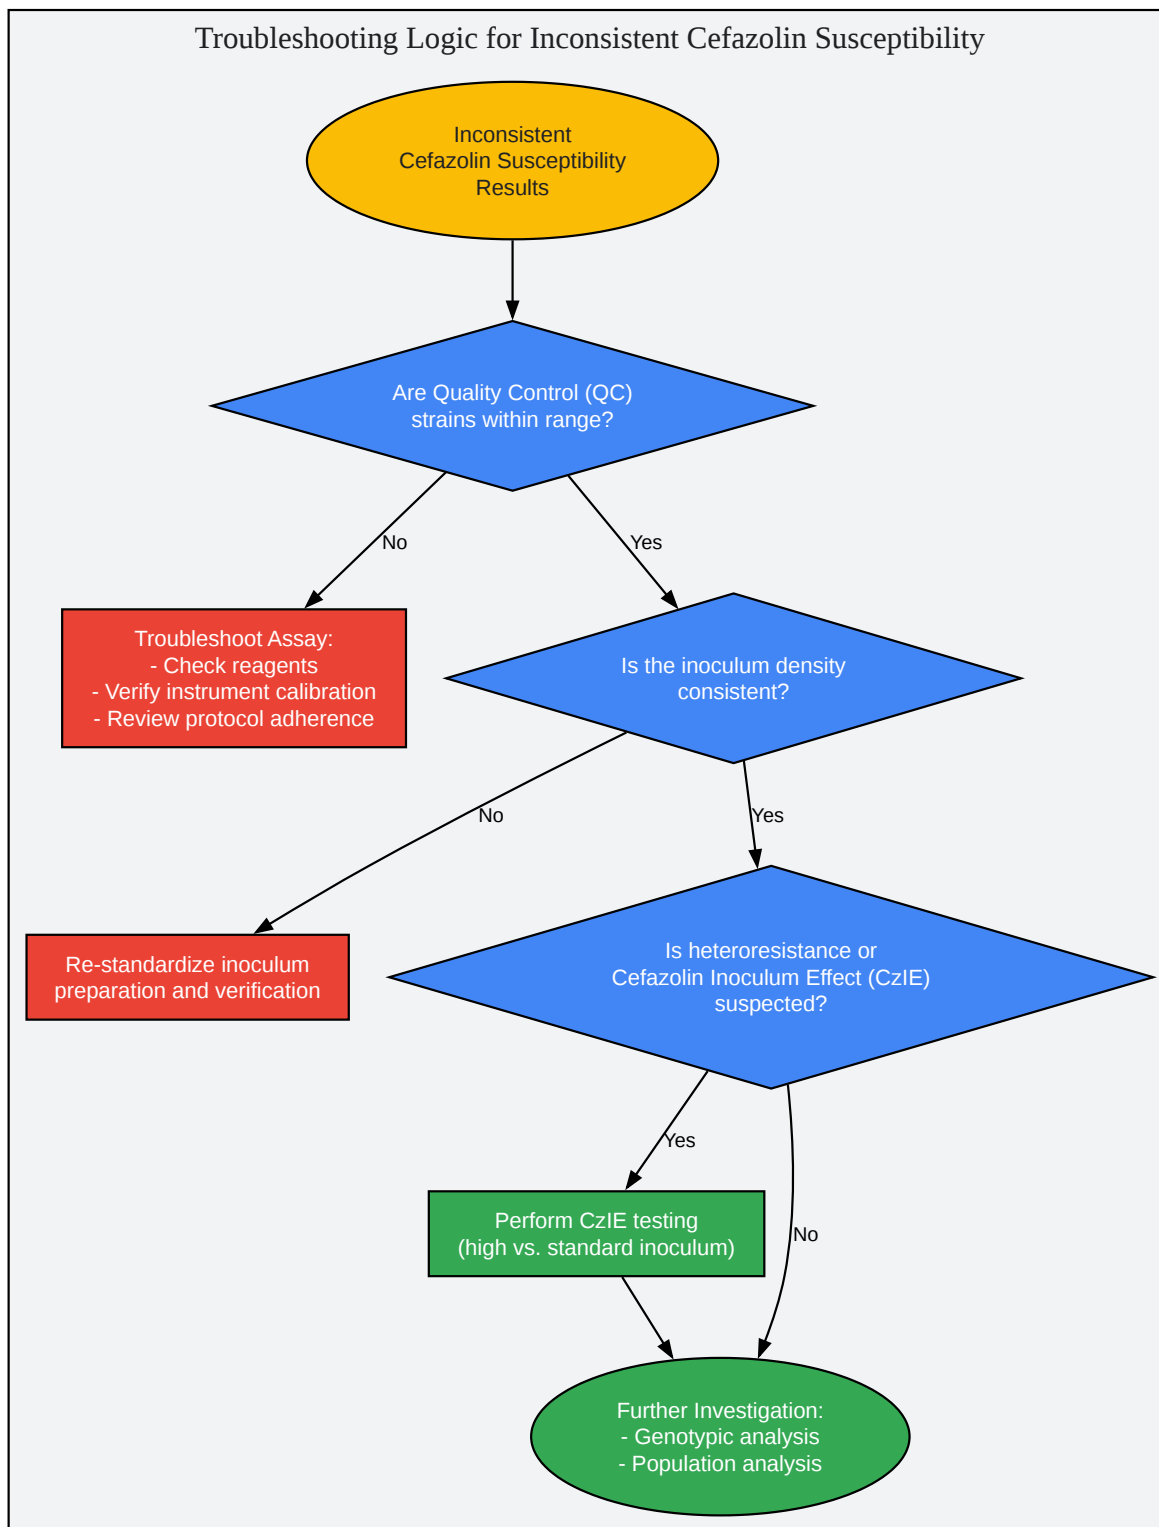 Troubleshooting Logic for Inconsistent Cefazolin Susceptibility
Inconsistent
Cefazolin Susceptibility
Results
Are Quality Control (QC)
strains within range?
No
Yes
Troubleshoot Assay:
- Check reagents
- Verify instrument calibration
- Review protocol adherence
Is the inoculum density
consistent?
No
Yes
Re-standardize inoculum
preparation and verification
Is heteroresistance or
Cefazolin Inoculum Effect (CzIE)
suspected?
Yes
No
Perform CzIE testing
(high vs. standard inoculum)
Further Investigation:
- Genotypic analysis
- Population analysis